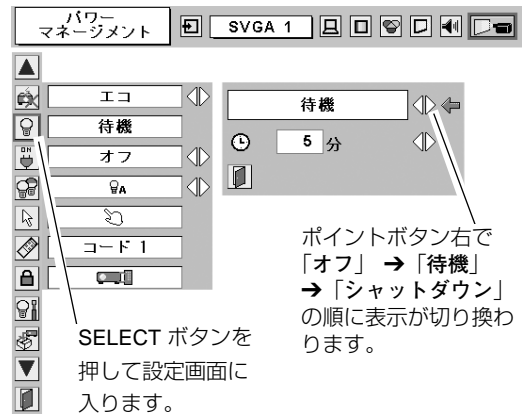 パワー
マネージメント
SVGA 1
エコ
待機
ON
オフ
A
コード 1
待機
5 分
ポイントボタン右で
「オフ」 ➔「待機」
➔「シャットダウン」
の順に表示が切り換わ
ります。
SELECT ボタンを
押して設定画面に
入ります。